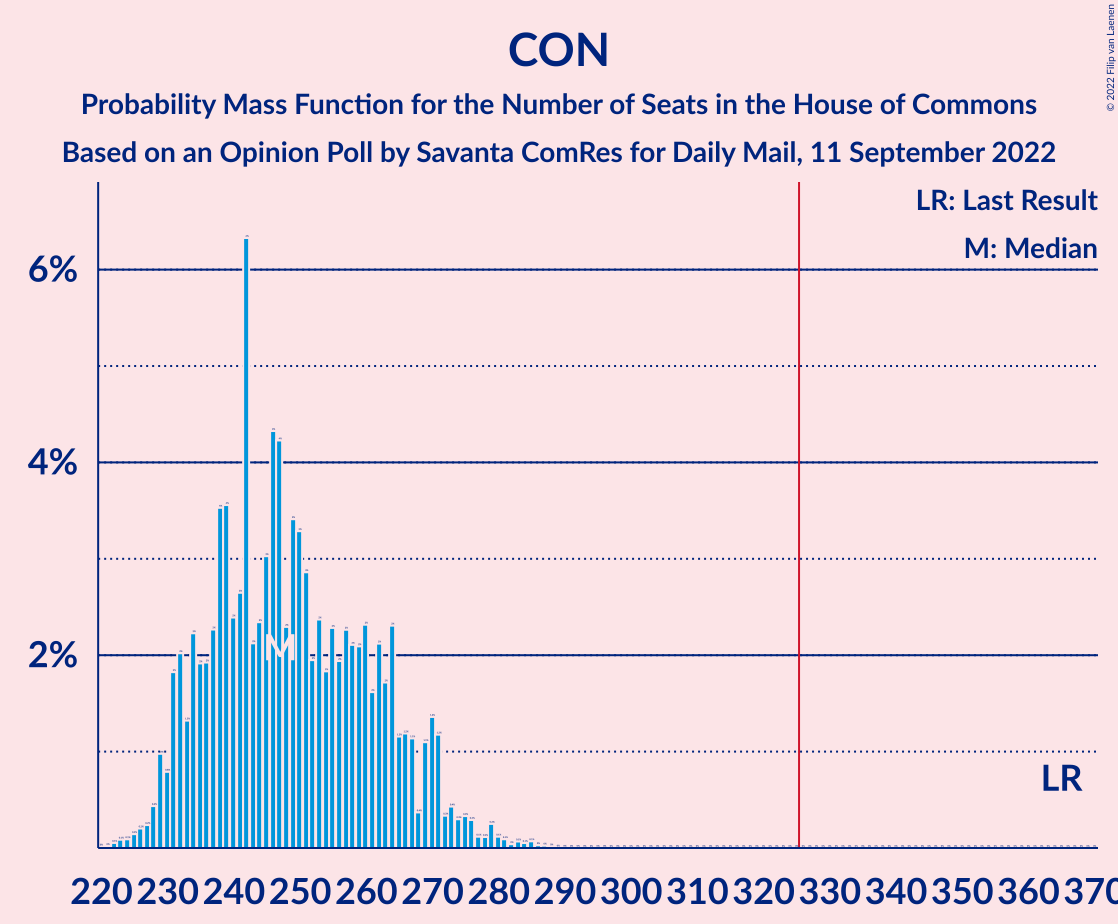 CON
Probability Mass Function for the Number of Seats in the House of Commons
Based on an Opinion Poll by Savanta ComRes for Daily Mail, 11 September 2022
© 2022 Filip van Laenen
LR: Last Result
M: Median
6%
4%
2%
M
LR
220 230 240 250 260 270 280 290 300 310 320 330 340 350 360 370